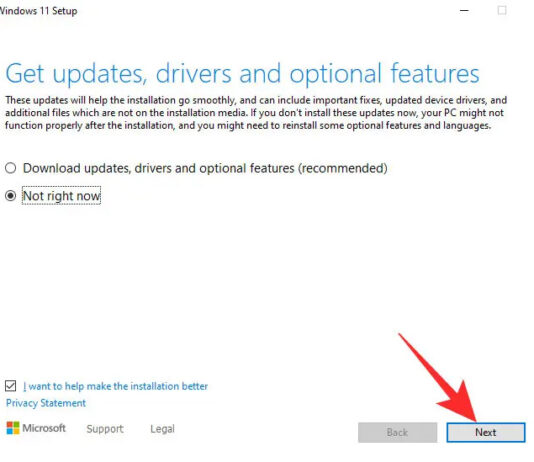 Windows 11 Setup
Get updates, drivers and optional features
These updates will help the installation go smoothly, and can include important fixes, updated device drivers, and
additional files which are not on the installation media. If you don't install these updates now, your PC might not
function properly after the installation, and you might need to reinstall some optional features and languages.
Download updates, drivers and optional features (recommended)
Not right now
I want to help make the installation better
Privacy Statement
Microsoft Support Legal Back Next